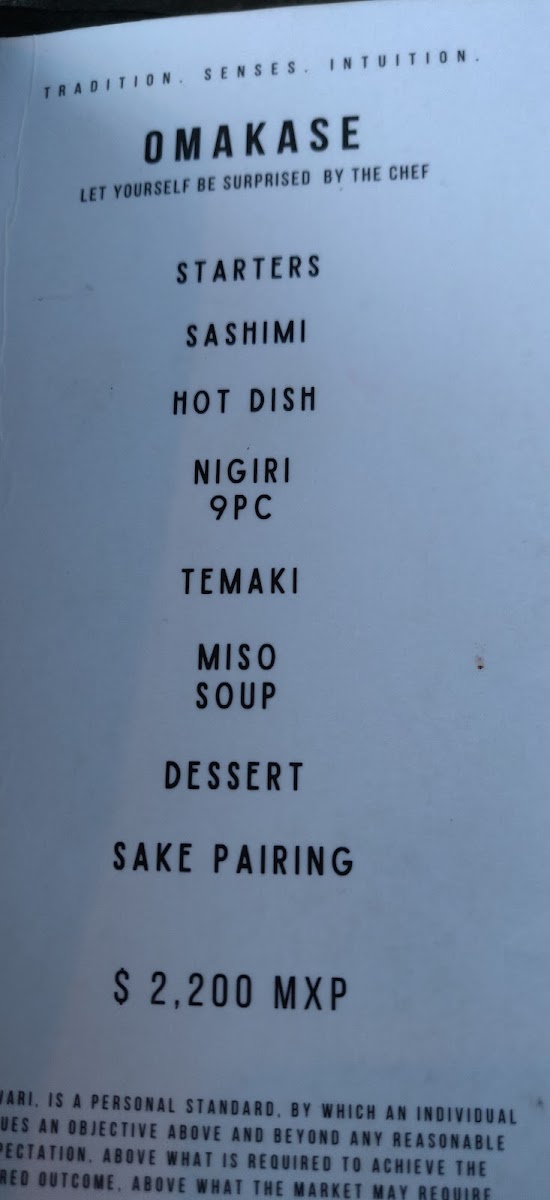 TRADITION. SENSES. INTUITION.
OMAKASE
LET YOURSELF BE SURPRISED BY THE CHEF
STARTERS
SASHIMI
HOT DISH
NIGIRI
9PC
TEMAKI
MISO
SOUP
DESSERT
SAKE PAIRING
$ 2,200 MXP
IS A PERSONAL STANDARD, BY WHICH AN INDIVIDUAL
AN OBJECTIVE ABOVE AND BEYOND ANY REASONABLE
ABOVE WHAT IS REQUIRED TO ACHIEVE THE
OUTCOME. ABOVE WHAT THE MARKET MAY REQUIRE